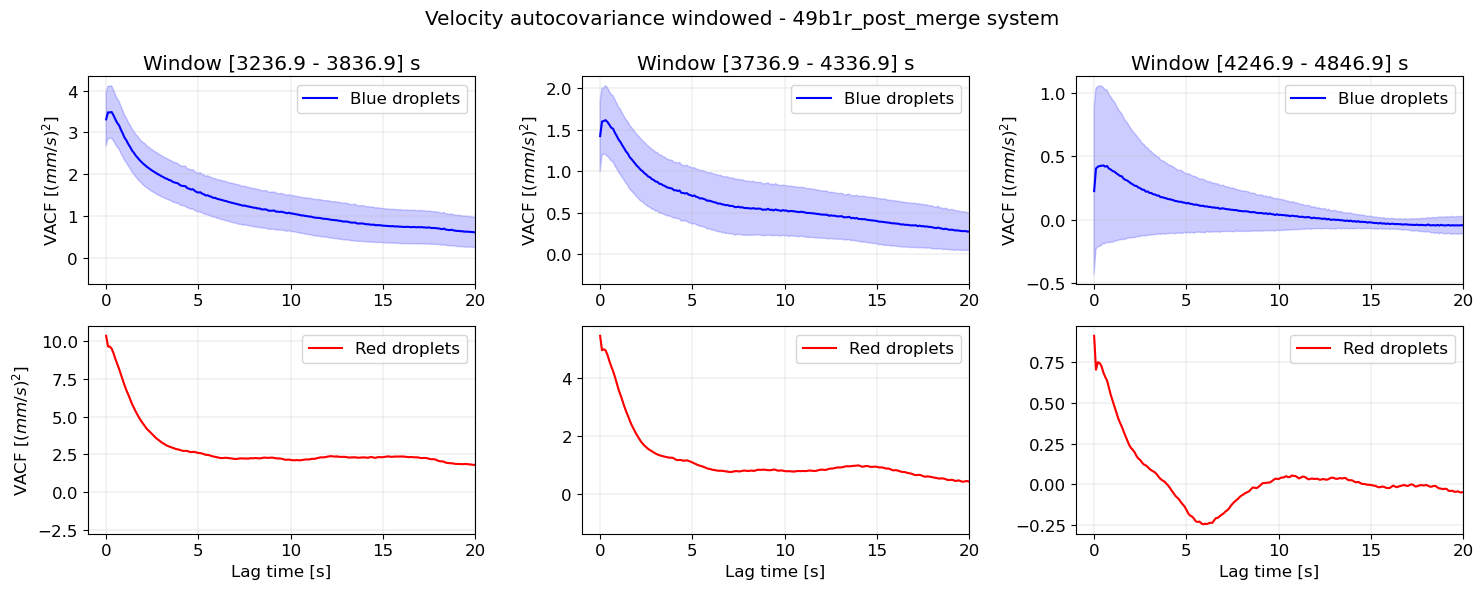 Velocity autocovariance windowed - 49b1r_post_merge system
Window [3236.9 - 3836.9] s
Window [3736.9 - 4336.9] s
Window [4246.9 - 4846.9] s
VACF [(mm/s)²]
4
3
2
1
0
Blue droplets
0 5 10 15 20
VACF [(mm/s)²]
2.0
1.5
1.0
0.5
0.0
Blue droplets
0 5 10 15 20
VACF [(mm/s)²]
1.0
0.5
0.0
−0.5
Blue droplets
0 5 10 15 20
VACF [(mm/s)²]
10.0
7.5
5.0
2.5
0.0
−2.5
Red droplets
0 5 10 15 20
Lag time [s]
4
2
0
Red droplets
0 5 10 15 20
Lag time [s]
0.75
0.50
0.25
0.00
−0.25
Red droplets
0 5 10 15 20
Lag time [s]